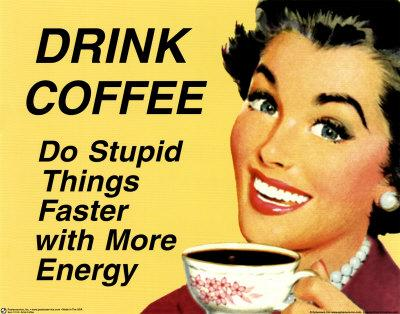 DRINK
COFFEE
Do Stupid
Things
Faster
with More
Energy